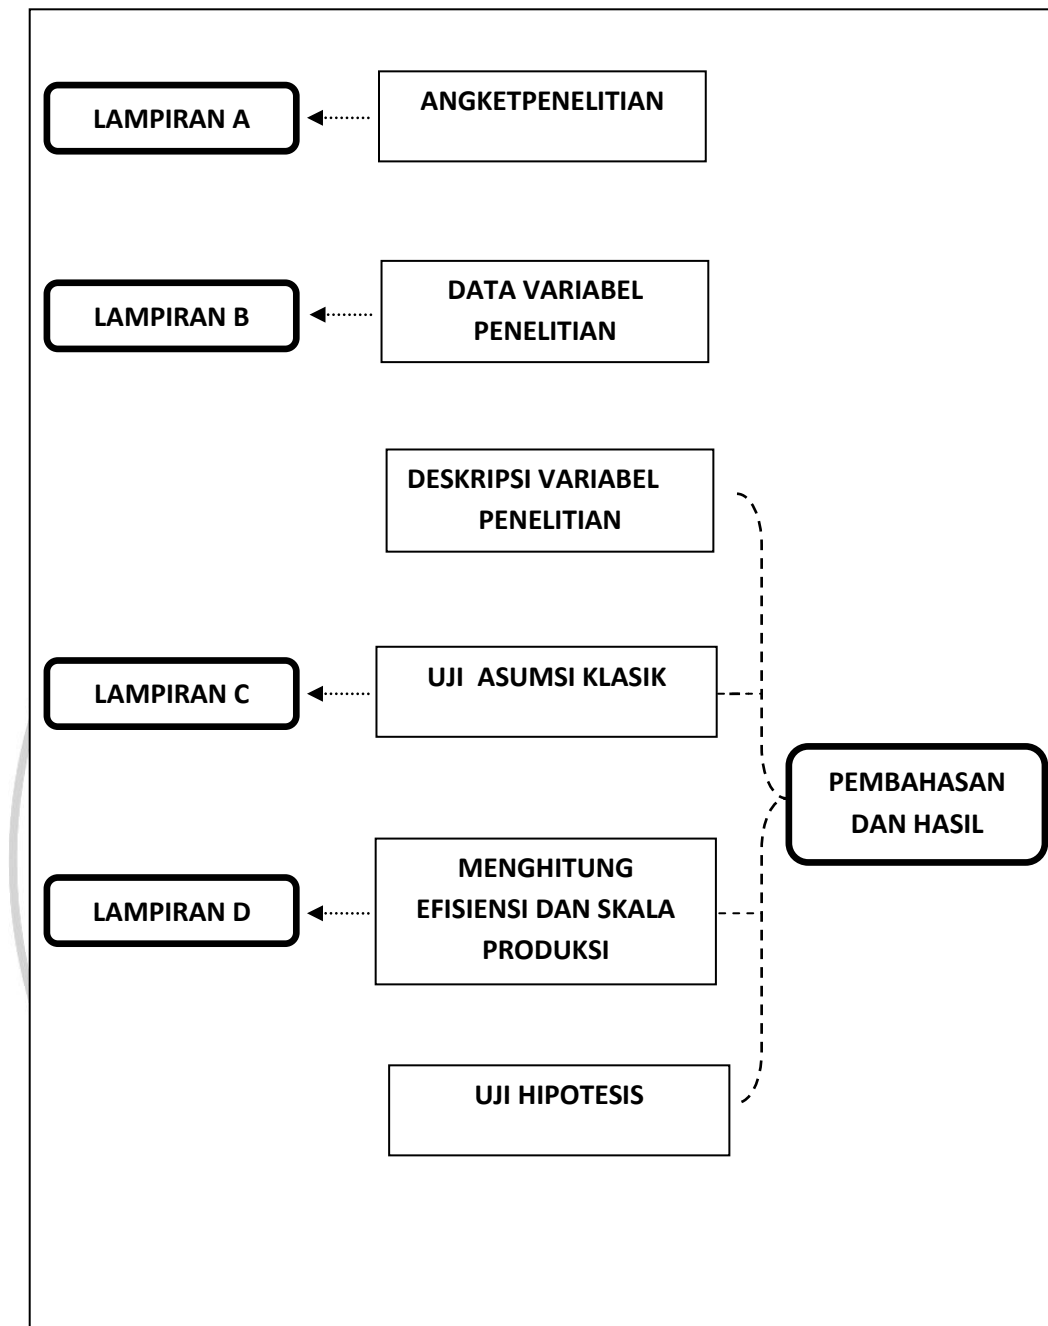 LAMPIRAN A
ANGKETPENELITIAN
LAMPIRAN B
DATA VARIABEL
PENELITIAN
DESKRIPSI VARIABEL
PENELITIAN
LAMPIRAN C
UJI  ASUMSI KLASIK
PEMBAHASAN
DAN HASIL
LAMPIRAN D
MENGHITUNG
EFISIENSI DAN SKALA
PRODUKSI
UJI HIPOTESIS